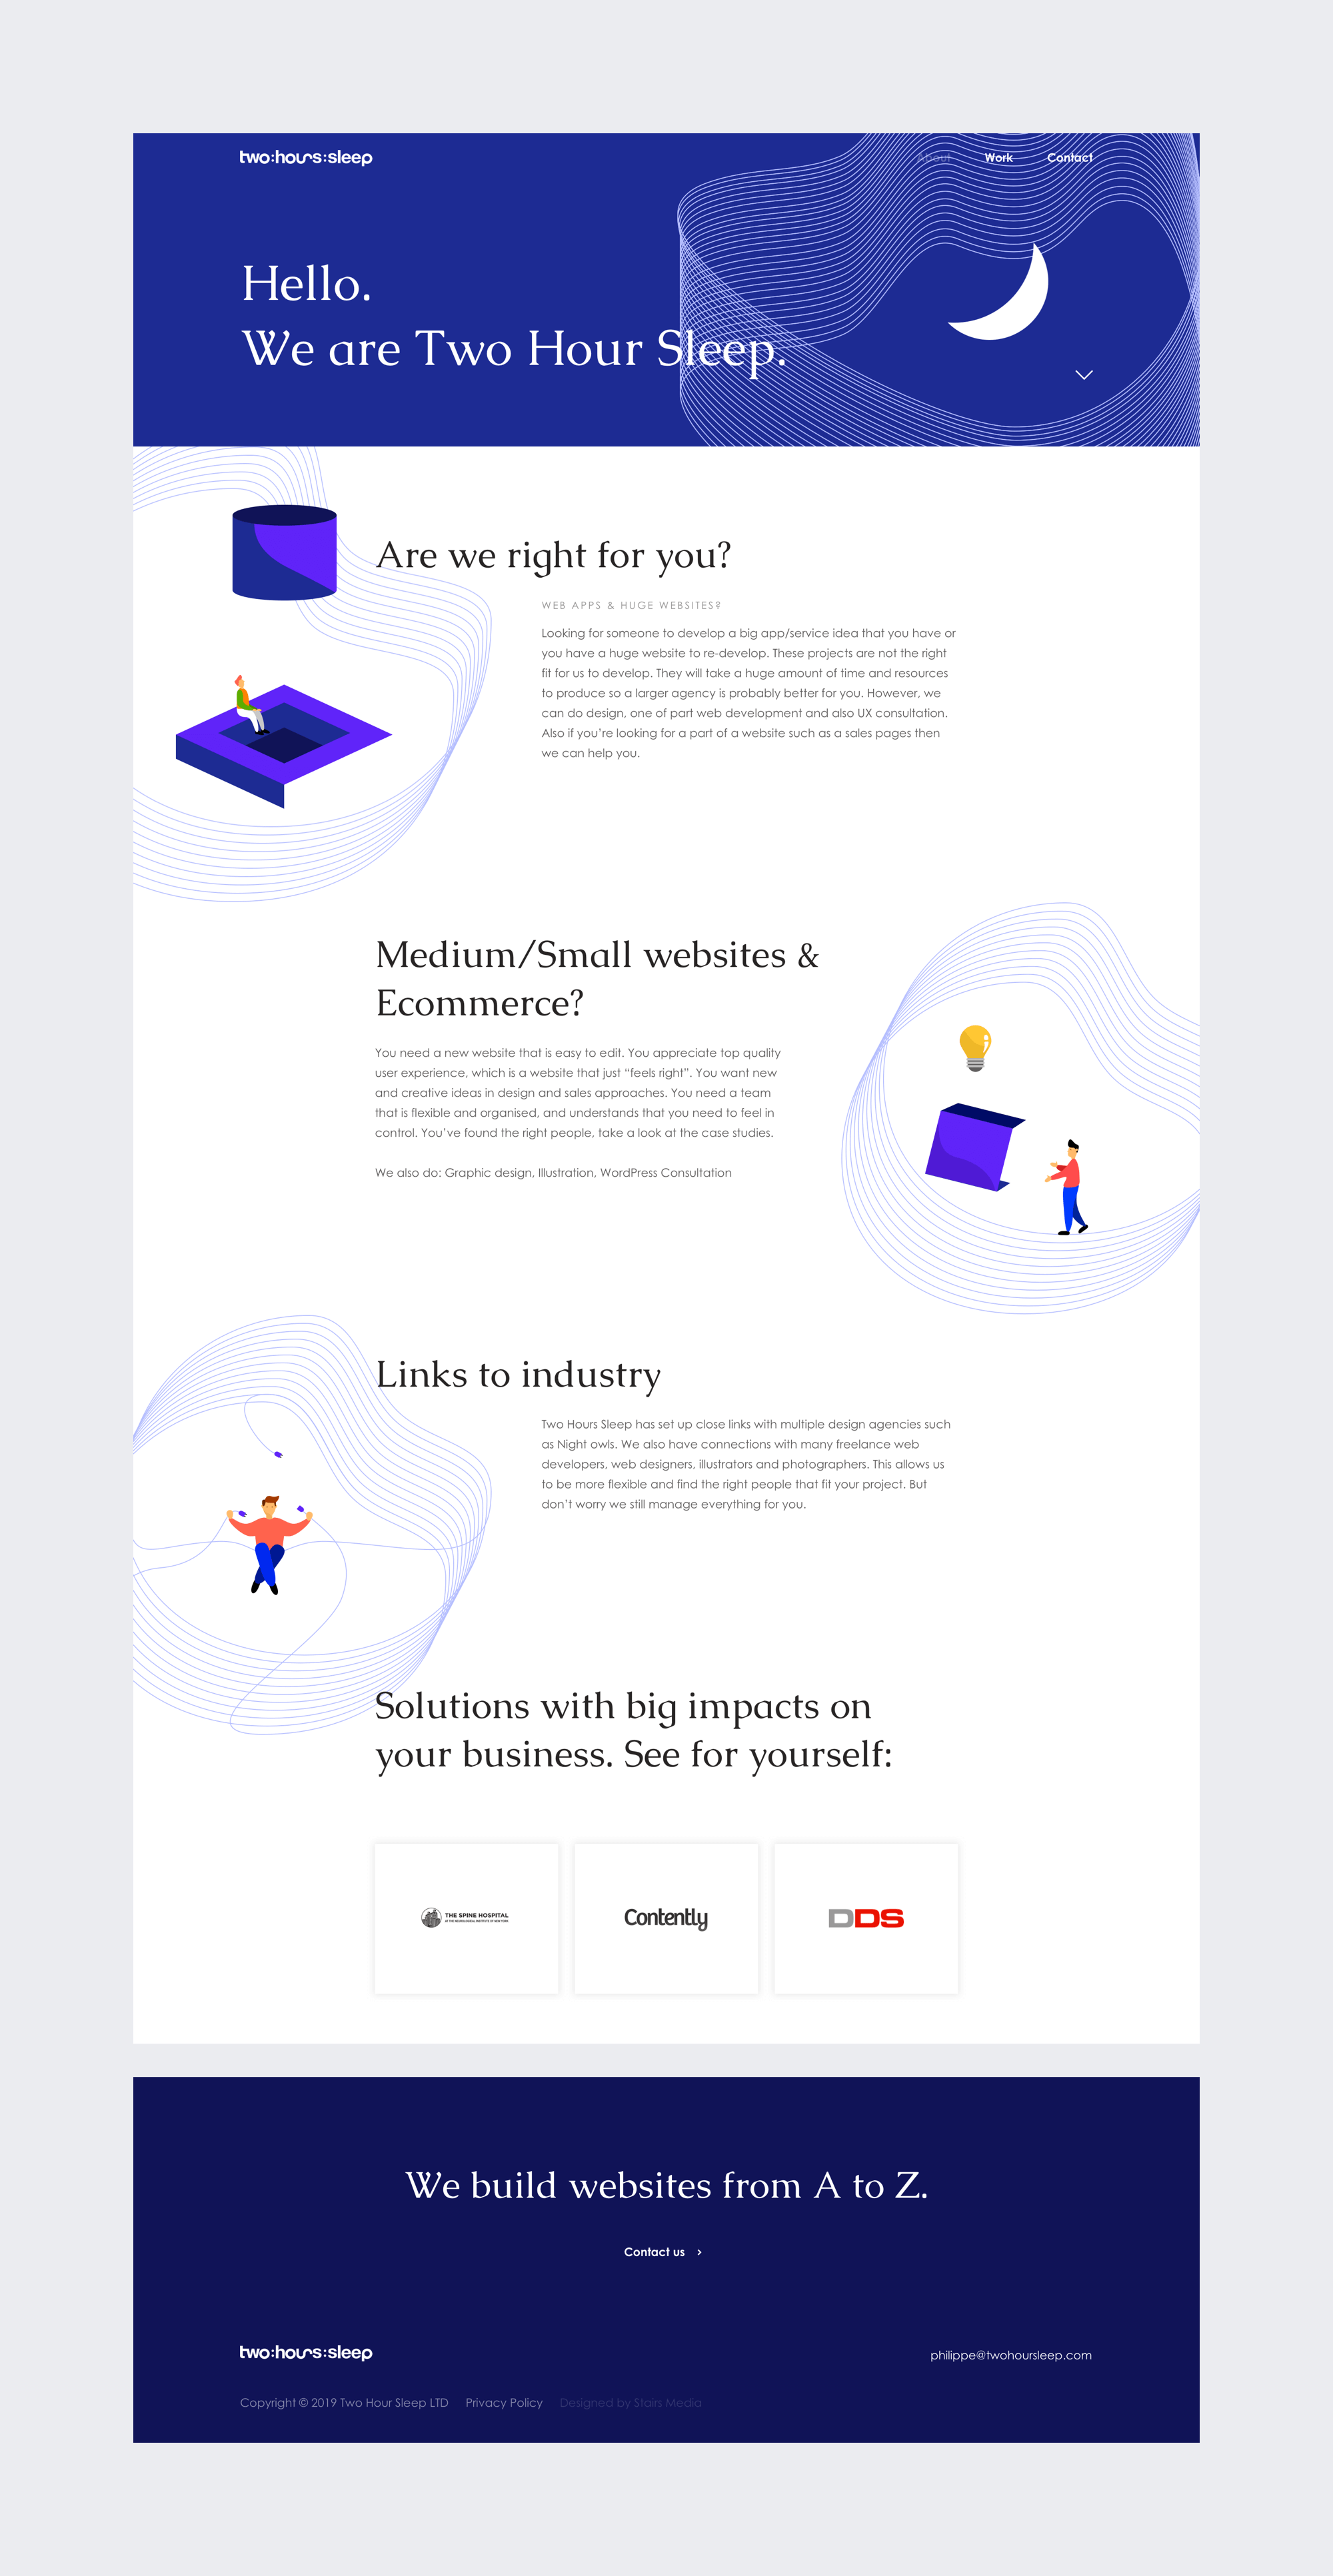 two:hours:sleep
About
Work
Contact
Hello.
We are Two Hour Sleep.
Are we right for you?
WEB APPS & HUGE WEBSITES?
Looking for someone to develop a big app/service idea that you have or
you have a huge website to re-develop. These projects are not the right
fit for us to develop. They will take a huge amount of time and resources
to produce so a larger agency is probably better for you. However, we
can do design, one of part web development and also UX consultation.
Also if you’re looking for a part of a website such as a sales pages then
we can help you.
Medium/Small websites &
Ecommerce?
You need a new website that is easy to edit. You appreciate top quality
user experience, which is a website that just “feels right”. You want new
and creative ideas in design and sales approaches. You need a team
that is flexible and organised, and understands that you need to feel in
control. You’ve found the right people, take a look at the case studies.
We also do: Graphic design, Illustration, WordPress Consultation
Links to industry
Two Hours Sleep has set up close links with multiple design agencies such
as Night owls. We also have connections with many freelance web
developers, web designers, illustrators and photographers. This allows us
to be more flexible and find the right people that fit your project. But
don’t worry we still manage everything for you.
Solutions with big impacts on
your business. See for yourself:
THE SPINE HOSPITAL
AT THE NEUROLOGICAL INSTITUTE OF NEW YORK
Contently
DDS
We build websites from A to Z.
Contact us >
two:hours:sleep
philippe@twohoursleep.com
Copyright © 2019 Two Hour Sleep LTD Privacy Policy Designed by Stairs Media